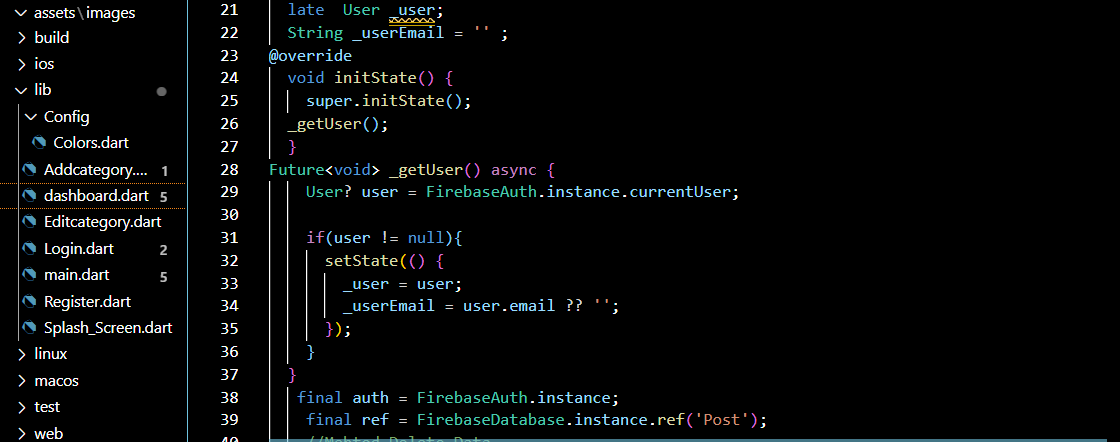 assets\images
build
ios
lib
Config
Colors.dart
Addcategory.... 1
dashboard.dart 5
Editcategory.dart
Login.dart 2
main.dart 5
Register.dart
Splash_Screen.dart
linux
macos
test
web
21 late User _user;
22 String _userEmail = '' ;
23 @override
24 void initState() {
25 super.initState();
26 _getUser();
27 }
28 Future<void> _getUser() async {
29 User? user = FirebaseAuth.instance.currentUser;
30
31 if(user != null){
32 setState(() {
33 _user = user;
34 _userEmail = user.email ?? '';
35 });
36 }
37 }
38 final auth = FirebaseAuth.instance;
39 final ref = FirebaseDatabase.instance.ref('Post');
40